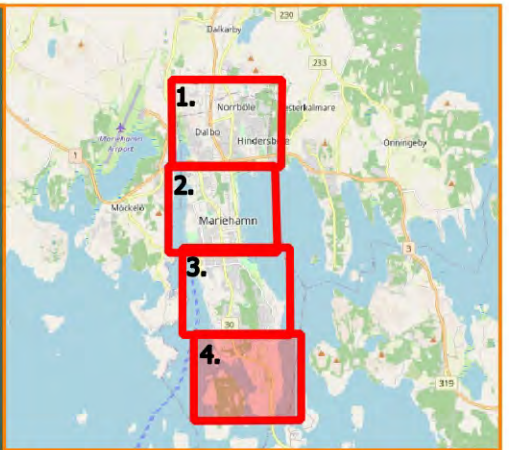 230
Dalkarby
233
1.
Norrböle
sterkalmare
Dalbo
Hindersböle
Mariehamn
Airport
Önningeby
1
2.
Möckelö
Mariehamn
3
3.
30
4.
319